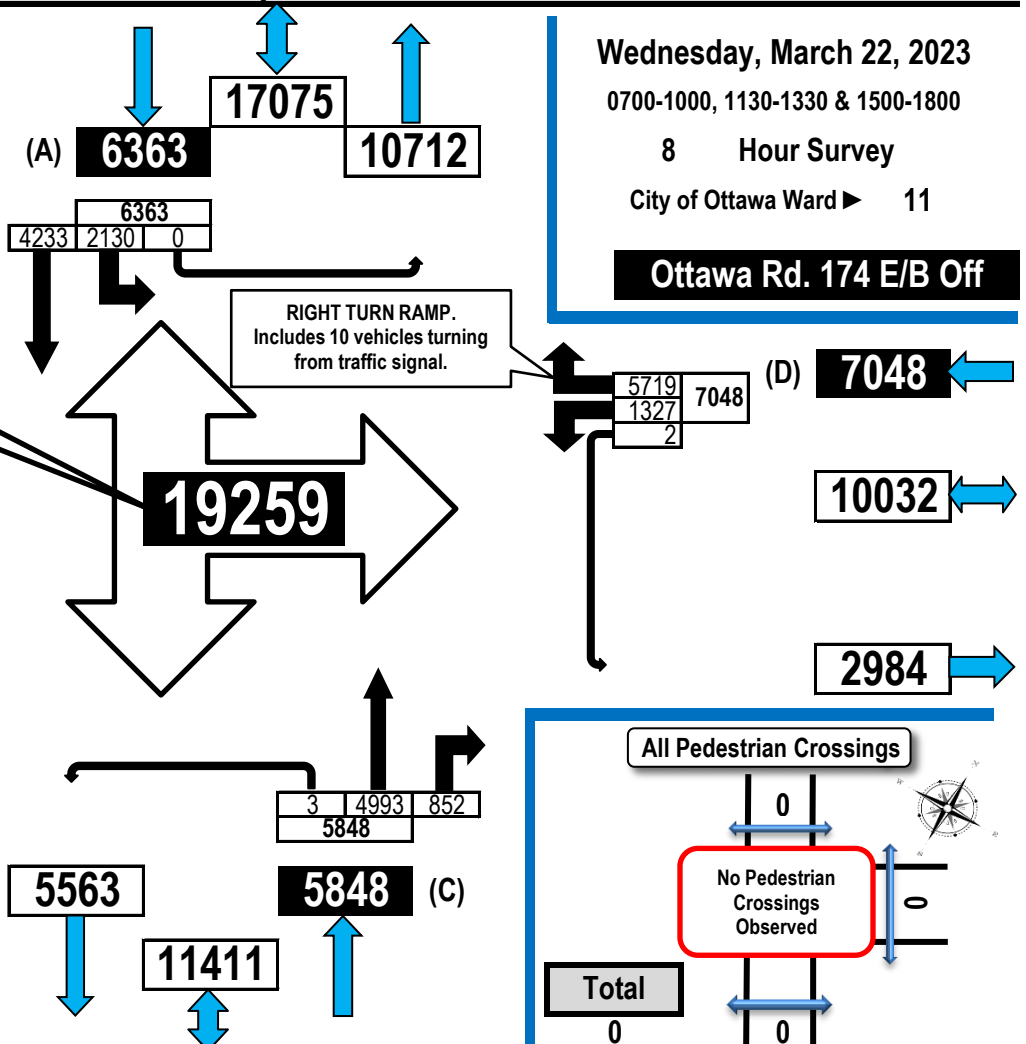 Wednesday, March 22, 2023
0700-1000, 1130-1330 & 1500-1800
8 Hour Survey
City of Ottawa Ward ► 11
Ottawa Rd. 174 E/B Off
17075
(A) 6363
10712
6363
4233 2130 0
RIGHT TURN RAMP.
Includes 10 vehicles turning
from traffic signal.
5719
1327
2
7048
(D) 7048
10032
19259
2984
3 4993 852
5848
5563
5848 (C)
11411
All Pedestrian Crossings
0
No Pedestrian
Crossings
Observed
0
Total
0
0